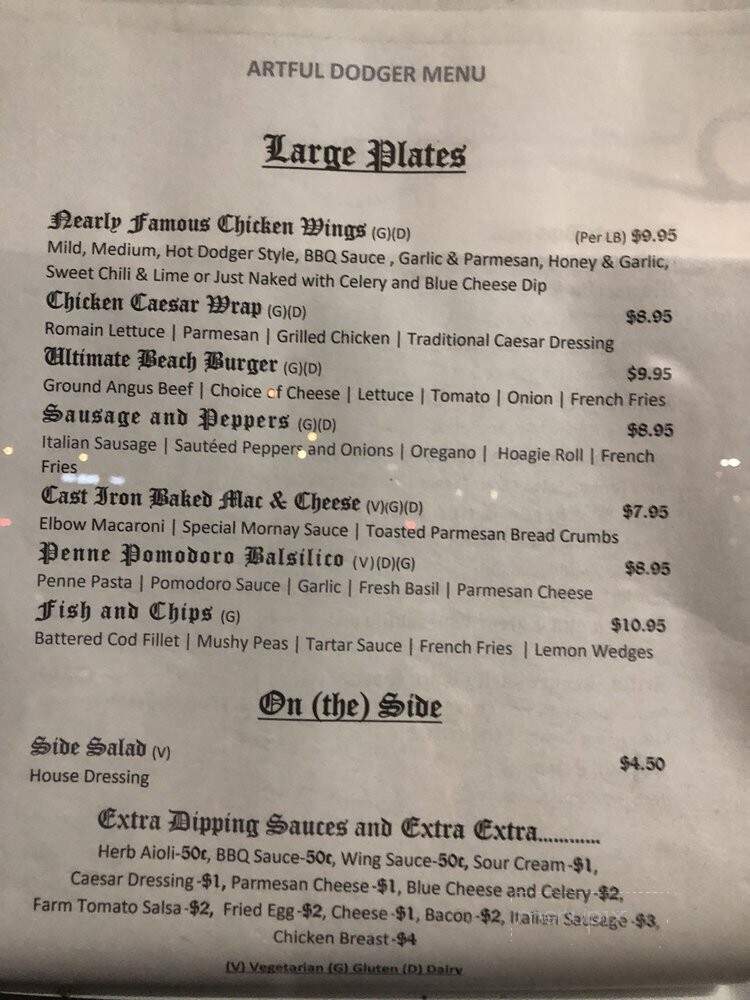 ARTFUL DODGER MENU
Large Plates
Nearly Famous Chicken Wings (G)(D) (Per LB) $9.95
Mild, Medium, Hot Dodger Style, BBQ Sauce , Garlic & Parmesan, Honey & Garlic,
Sweet Chili & Lime or Just Naked with Celery and Blue Cheese Dip
Chicken Caesar Wrap (G)(D) $8.95
Romain Lettuce | Parmesan | Grilled Chicken | Traditional Caesar Dressing
Ultimate Beach Burger (G)(D) $9.95
Ground Angus Beef | Choice of Cheese | Lettuce | Tomato | Onion | French Fries
Sausage and Peppers (G)(D) $8.95
Italian Sausage | Sautéed Peppers and Onions | Oregano | Hoagie Roll | French
Fries
Cast Iron Baked Mac & Cheese (V)(G)(D) $7.95
Elbow Macaroni | Special Mornay Sauce | Toasted Parmesan Bread Crumbs
Penne Pomodoro Balsilico (V)(D)(G) $8.95
Penne Pasta | Pomodoro Sauce | Garlic | Fresh Basil | Parmesan Cheese
Fish and Chips (G) $10.95
Battered Cod Fillet | Mushy Peas | Tartar Sauce | French Fries | Lemon Wedges
On (the) Side
Side Salad (V) $4.50
House Dressing
Extra Dipping Sauces and Extra Extra...........
Herb Aioli-50¢, BBQ Sauce-50¢, Wing Sauce-50¢, Sour Cream-$1,
Caesar Dressing-$1, Parmesan Cheese-$1, Blue Cheese and Celery-$2,
Farm Tomato Salsa-$2, Fried Egg-$2, Cheese-$1, Bacon-$2, Italian Sausage-$3,
Chicken Breast-$4
(V) Vegetarian (G) Gluten (D) Dairy